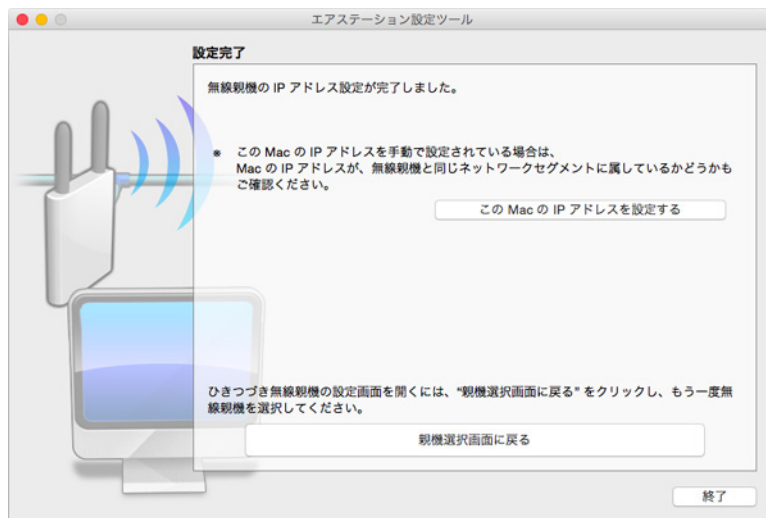 エアステーション設定ツール
設定完了
無線親機の IP アドレス設定が完了しました。
※ この Mac の IP アドレスを手動で設定されている場合は、
Mac の IP アドレスが、無線親機と同じネットワークセグメントに属しているかどうかも
ご確認ください。
この Mac の IP アドレスを設定する
ひきつづき無線親機の設定画面を開くには、“親機選択画面に戻る” をクリックし、もう一度無
線親機を選択してください。
親機選択画面に戻る
終了